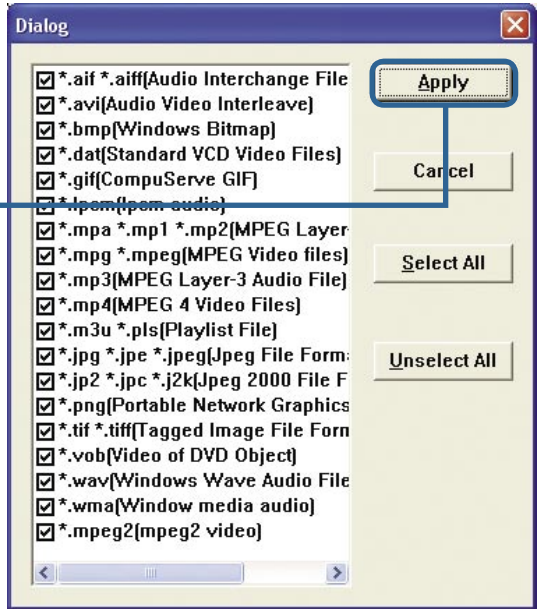 Dialog
*.aif *.aiff(Audio Interchange File
*.avi(Audio Video Interleave)
*.bmp(Windows Bitmap)
*.dat(Standard VCD Video Files)
*.gif(CompuServe GIF)
*.lpcm(lpcm audio)
*.mpa *.mp1 *.mp2(MPEG Layer-
*.mpg *.mpeg(MPEG Video files)
*.mp3(MPEG Layer-3 Audio File)
*.mp4(MPEG 4 Video Files)
*.m3u *.pls(Playlist File)
*.jpg *.jpe *.jpeg(Jpeg File Form
*.jp2 *.jpc *.j2k(Jpeg 2000 File F
*.png(Portable Network Graphics
*.tif *.tiff(Tagged Image File Form
*.vob(Video of DVD Object)
*.wav(Windows Wave Audio File
*.wma(Window media audio)
*.mpeg2(mpeg2 video)
Apply
Cancel
Select All
Unselect All